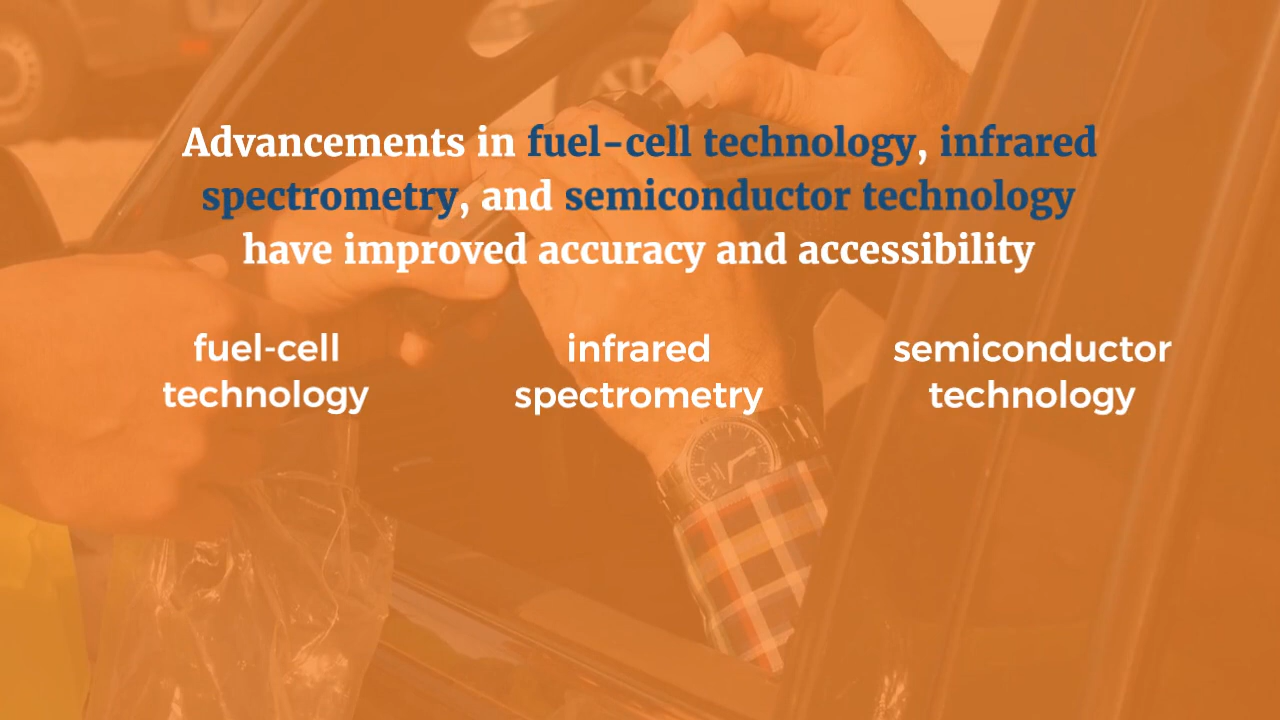 Advancements in fuel-cell technology, infrared
spectrometry, and semiconductor technology
have improved accuracy and accessibility
fuel-cell
technology
infrared
spectrometry
semiconductor
technology